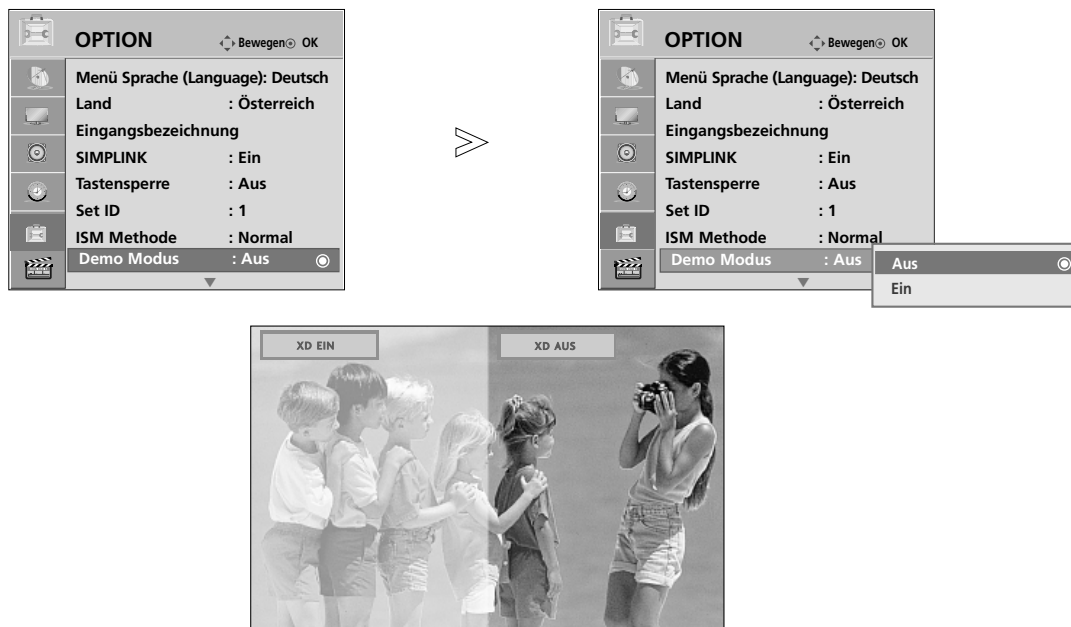 OPTION
Bewegen OK
Menü Sprache (Language): Deutsch
Land : Österreich
Eingangsbezeichnung
SIMPLINK : Ein
Tastensperre : Aus
Set ID : 1
ISM Methode : Normal
Demo Modus : Aus
OPTION
Bewegen OK
Menü Sprache (Language): Deutsch
Land : Österreich
Eingangsbezeichnung
SIMPLINK : Ein
Tastensperre : Aus
Set ID : 1
ISM Methode : Normal
Demo Modus : Aus
Aus
Ein
XD EIN
XD AUS